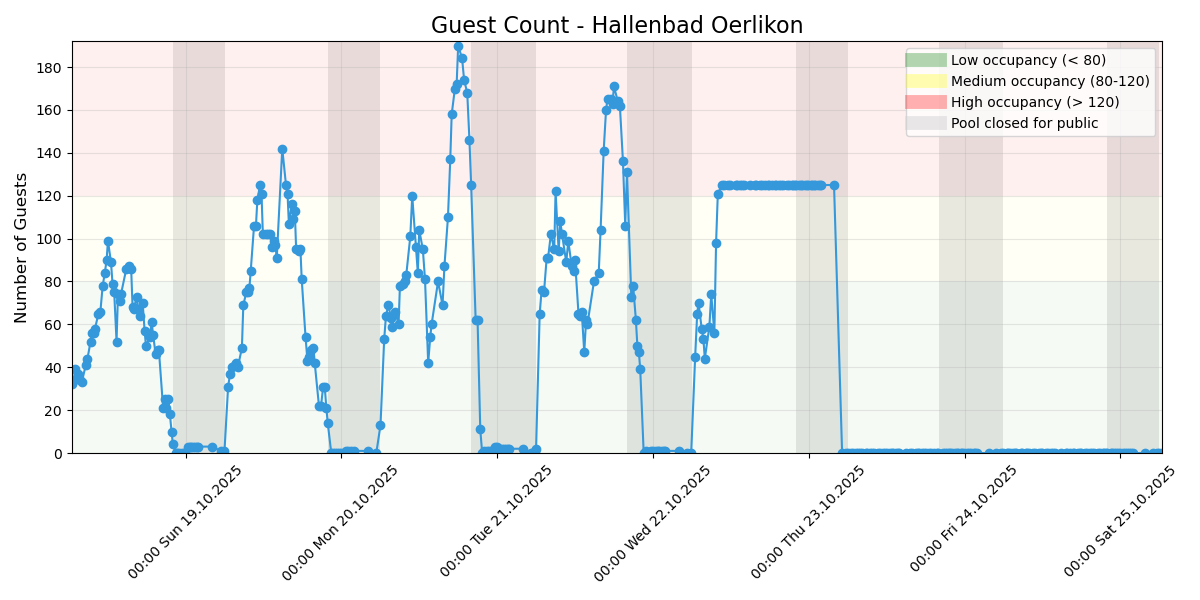 Guest Count - Hallenbad Oerlikon
Low occupancy (< 80)
Medium occupancy (80-120)
High occupancy (> 120)
Pool closed for public
Number of Guests
180
160
140
120
100
80
60
40
20
0
00:00 Sun 19.10.2025
00:00 Mon 20.10.2025
00:00 Tue 21.10.2025
00:00 Wed 22.10.2025
00:00 Thu 23.10.2025
00:00 Fri 24.10.2025
00:00 Sat 25.10.2025